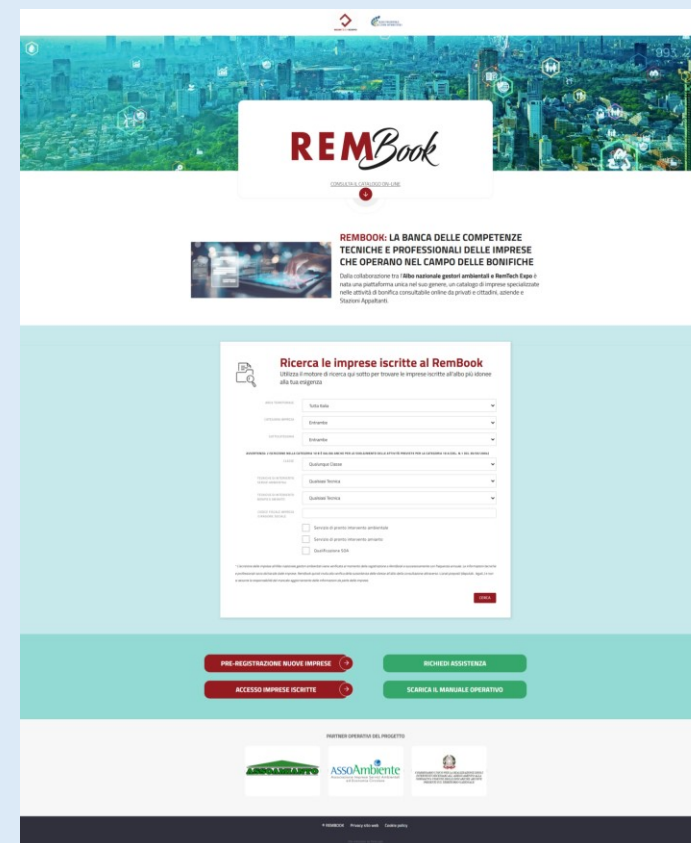 REMBook
CONSULTA IL CATALOGO ON-LINE
REMBOOK: LA BANCA DELLE COMPETENZE
TECNICHE E PROFESSIONALI DELLE IMPRESE
CHE OPERANO NEL CAMPO DELLE BONIFICHE
Dalla collaborazione tra l'Albo nazionale gestori ambientali e RemTech Expo è
nata una piattaforma unica nel suo genere, un catalogo di imprese specializzate
nelle attività di bonifica consultabile online da privati e cittadini, aziende e
Stazioni Appaltanti.
Ricerca le imprese iscritte al RemBook
Utilizza il motore di ricerca qui sotto per trovare le imprese iscritte all'albo più idonee
alla tua esigenza
Tutta Italia
Entrambe
Entrambe
Qualunque Classe
Qualsiasi Tecnica
Qualsiasi Tecnica
Servizio di pronto intervento ambientale
Servizio di pronto intervento amianto
Qualificazione SOA
CERCA
PRE-REGISTRAZIONE NUOVE IMPRESE
RICHIEDI ASSISTENZA
ACCESSO IMPRESE ISCRITTE
SCARICA IL MANUALE OPERATIVO
PARTNER OPERATIVI DEL PROGETTO
ASSOAMIANTO
ASSOAmbiente
© REMBOOK Privacy sito web Cookie policy